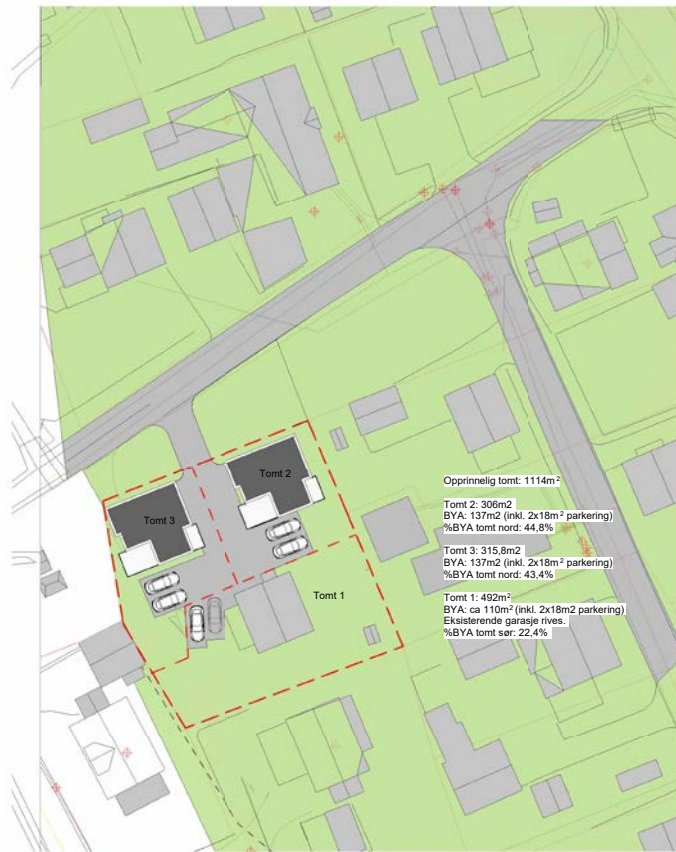 Tomt 2
Tomt 3
Tomt 1
Opprinnelig tomt: 1114m²
Tomt 2: 306m2
BYA: 137m2 (inkl. 2x18m² parkering)
%BYA tomt nord: 44,8%
Tomt 3: 315,8m2
BYA: 137m2 (inkl. 2x18m² parkering)
%BYA tomt nord: 43,4%
Tomt 1: 492m²
BYA: ca 110m² (inkl. 2x18m2 parkering)
Eksisterende garasje rives.
%BYA tomt sør: 22,4%